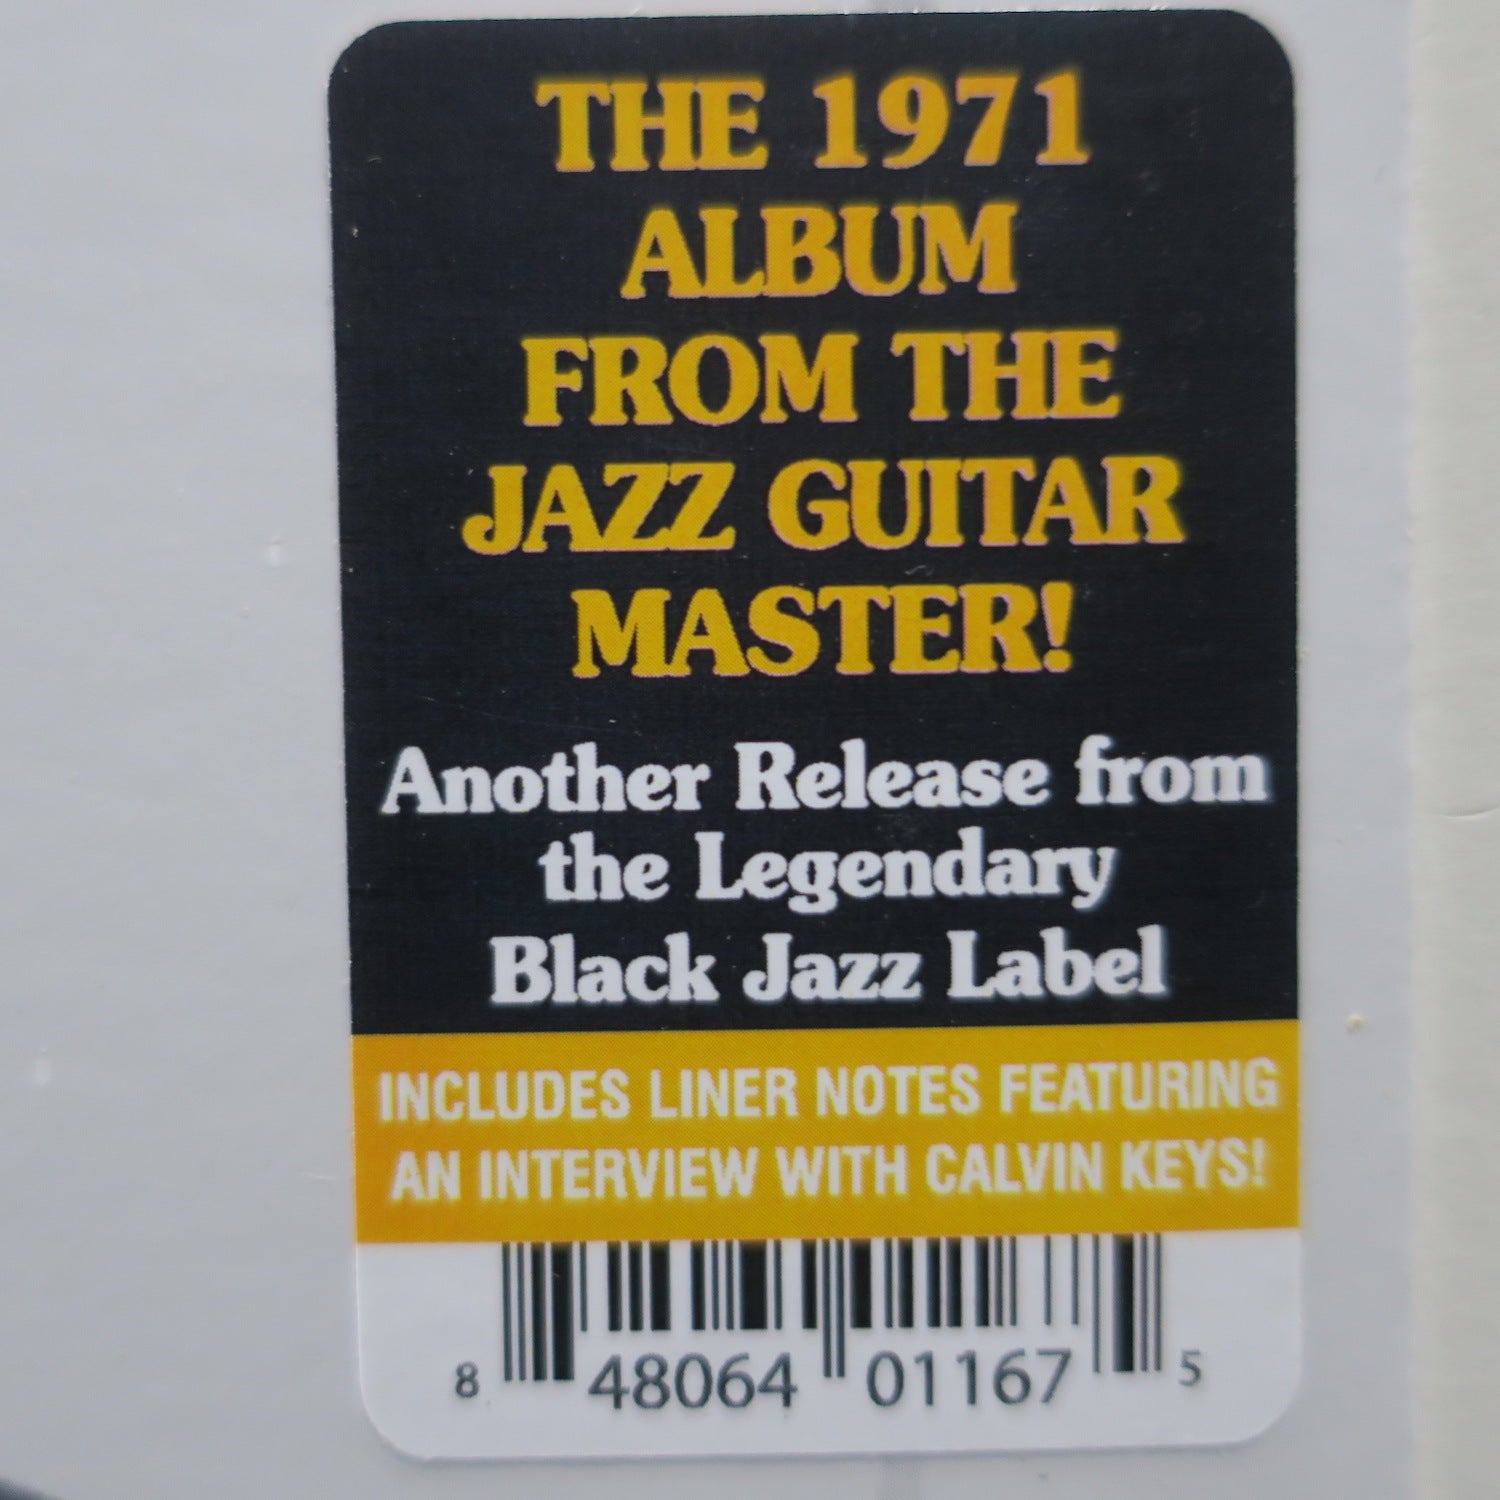 THE 1971
ALBUM
FROM THE
JAZZ GUITAR
MASTER!
Another Release from
the Legendary
Black Jazz Label
INCLUDES LINER NOTES FEATURING
AN INTERVIEW WITH CALVIN KEYS!
8 48064 01167 5